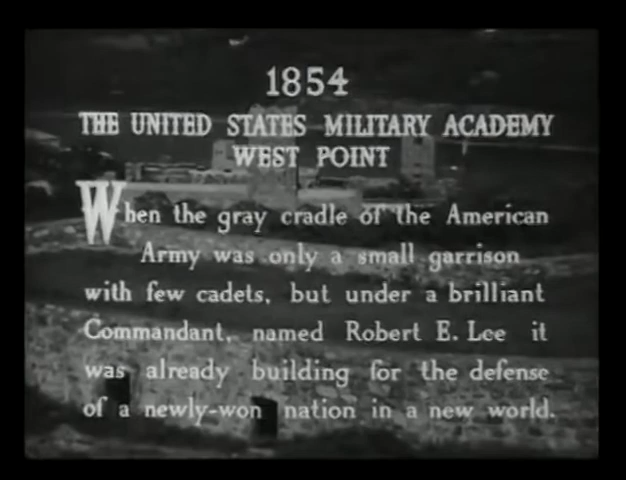 1854
THE UNITED STATES MILITARY ACADEMY
WEST POINT
When the gray cradle of the American
Army was only a small garrison
with few cadets, but under a brilliant
Commandant, named Robert E. Lee it
was already building for the defense
of a newly-won nation in a new world.